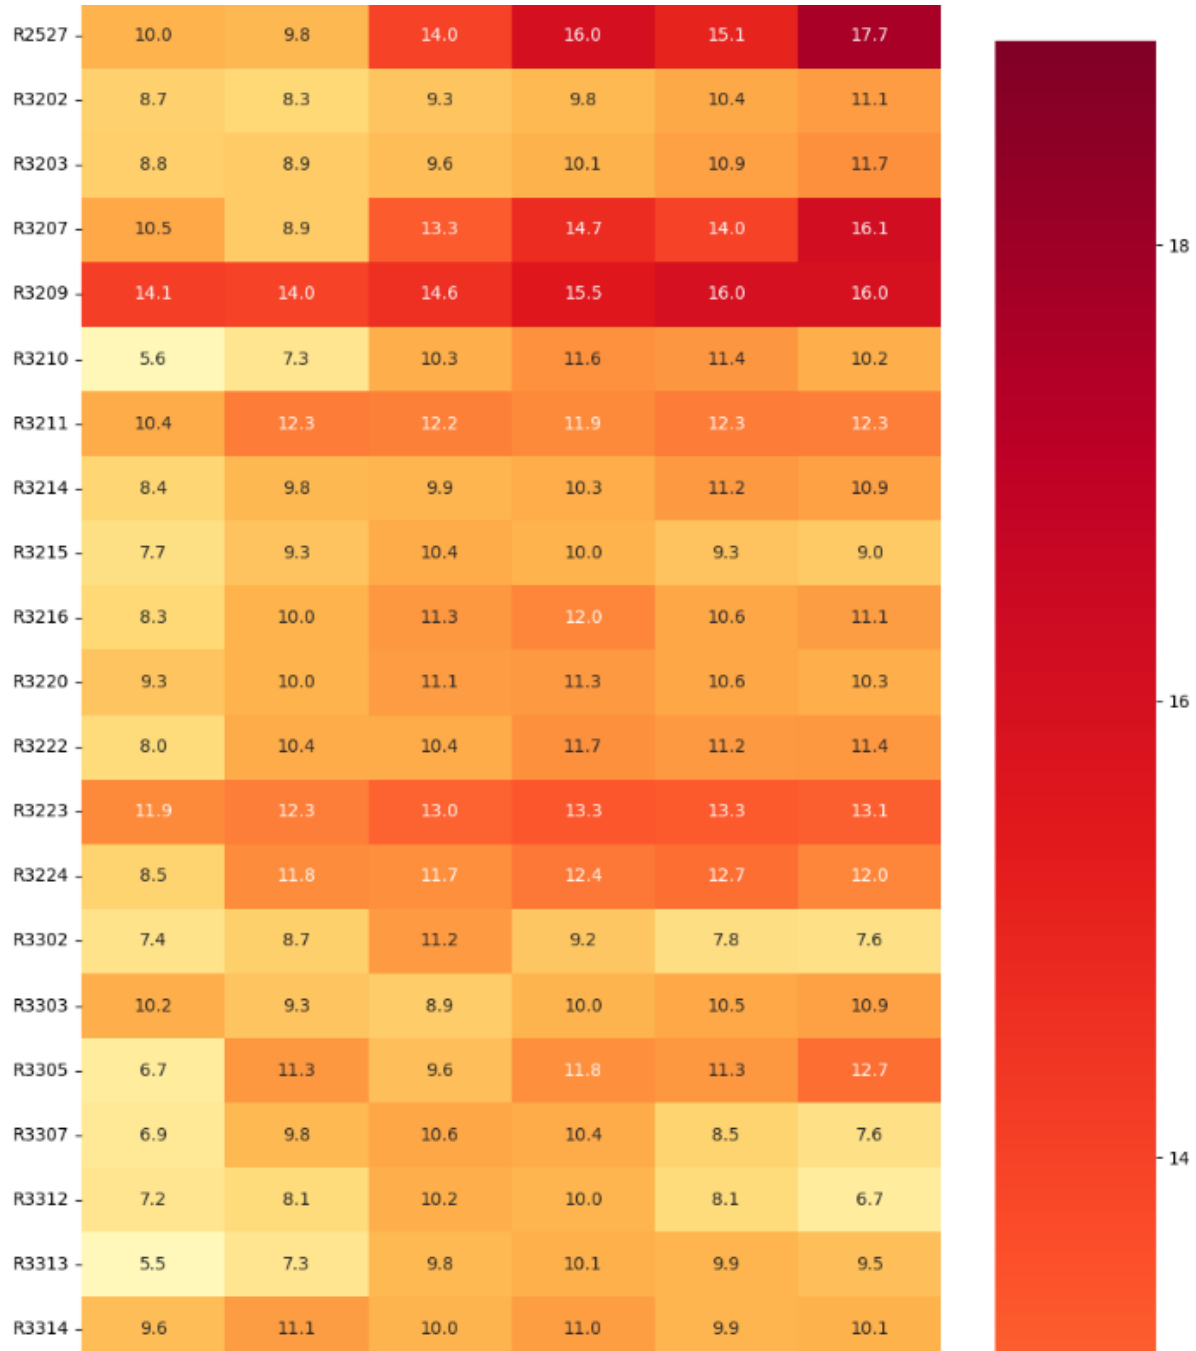 R2527 10.0 9.8 14.0 16.0 15.1 17.7
R3202 8.7 8.3 9.3 9.8 10.4 11.1
R3203 8.8 8.9 9.6 10.1 10.9 11.7
R3207 10.5 8.9 13.3 14.7 14.0 16.1
18
R3209 14.1 14.0 14.6 15.5 16.0 16.0
R3210 5.6 7.3 10.3 11.6 11.4 10.2
R3211 10.4 12.3 12.2 11.9 12.3 12.3
R3214 8.4 9.8 9.9 10.3 11.2 10.9
R3215 7.7 9.3 10.4 10.0 9.3 9.0
R3216 8.3 10.0 11.3 12.0 10.6 11.1
R3220 9.3 10.0 11.1 11.3 10.6 10.3
16
R3222 8.0 10.4 10.4 11.7 11.2 11.4
R3223 11.9 12.3 13.0 13.3 13.3 13.1
R3224 8.5 11.8 11.7 12.4 12.7 12.0
R3302 7.4 8.7 11.2 9.2 7.8 7.6
R3303 10.2 9.3 8.9 10.0 10.5 10.9
R3305 6.7 11.3 9.6 11.8 11.3 12.7
R3307 6.9 9.8 10.6 10.4 8.5 7.6
14
R3312 7.2 8.1 10.2 10.0 8.1 6.7
R3313 5.5 7.3 9.8 10.1 9.9 9.5
R3314 9.6 11.1 10.0 11.0 9.9 10.1